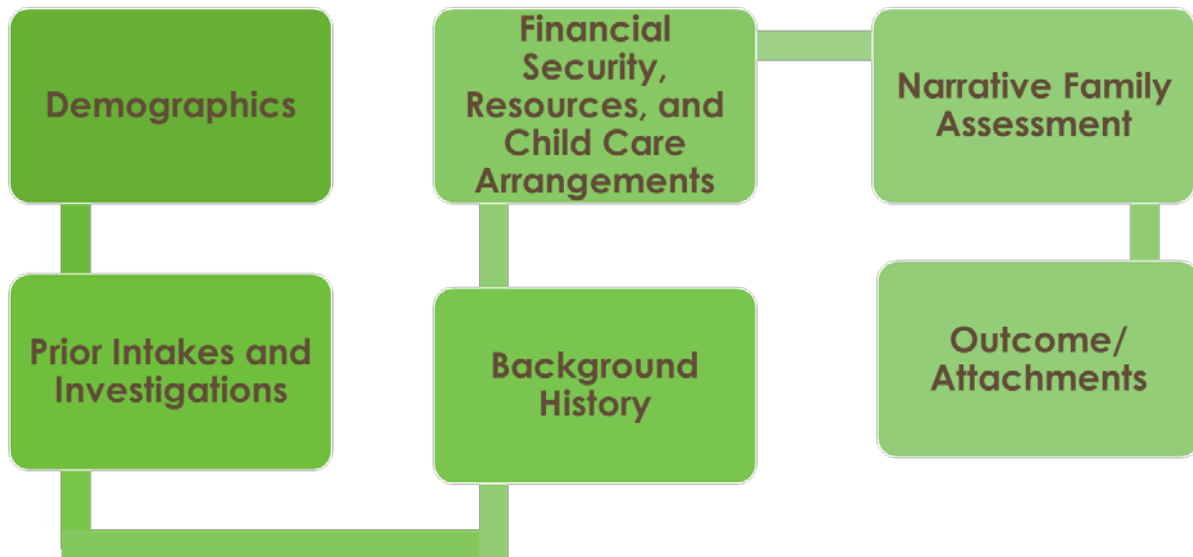 Demographics
Prior Intakes and
Investigations
Background
History
Financial
Security,
Resources, and
Child Care
Arrangements
Narrative Family
Assessment
Outcome/
Attachments